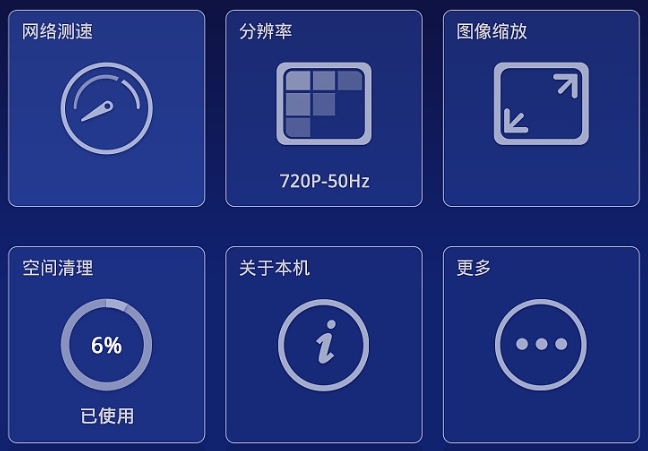 网络测速
分辨率
图像缩放
720P-50Hz
空间清理
关于本机
更多
6%
已使用